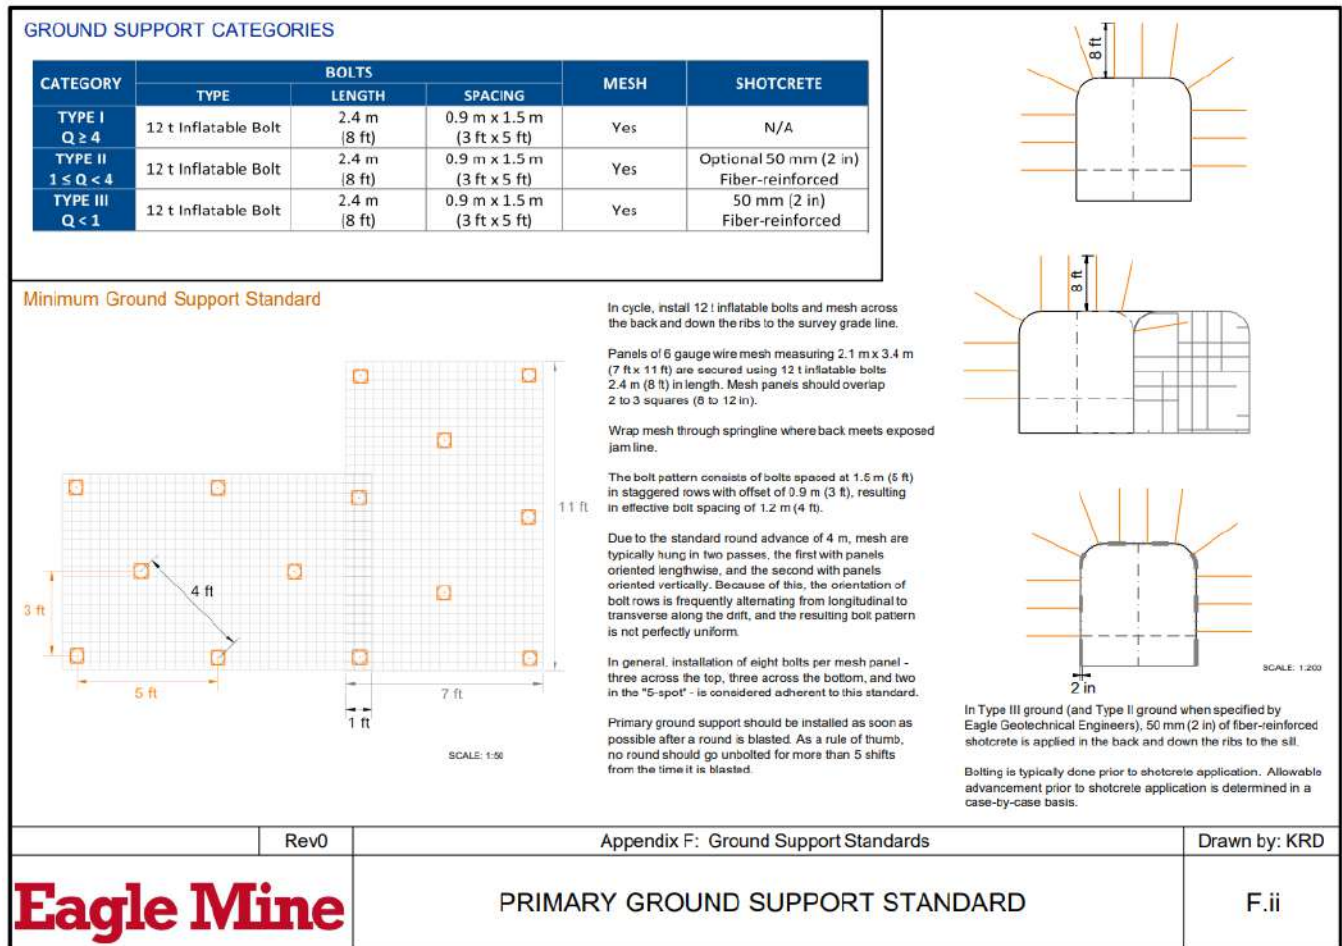 GROUND SUPPORT CATEGORIES
CATEGORY BOLTS MESH SHOTCRETE
TYPE LENGTH SPACING
TYPE I
Q ≥ 4
12 t Inflatable Bolt
2.4 m
(8 ft)
0.9 m x 1.5 m
(3 ft x 5 ft)
Yes
N/A
TYPE II
1 ≤ Q < 4
12 t Inflatable Bolt
2.4 m
(8 ft)
0.9 m x 1.5 m
(3 ft x 5 ft)
Yes
Optional 50 mm (2 in)
Fiber-reinforced
TYPE III
Q < 1
12 t Inflatable Bolt
2.4 m
(8 ft)
0.9 m x 1.5 m
(3 ft x 5 ft)
Yes
50 mm (2 in)
Fiber-reinforced
Minimum Ground Support Standard
11 ft
4 ft
3 ft
5 ft
7 ft
1 ft
SCALE: 1:50
In cycle, install 12 t inflatable bolts and mesh across
the back and down the ribs to the survey grade line.
Panels of 6 gauge wire mesh measuring 2.1 m x 3.4 m
(7 ft x 11 ft) are secured using 12 t inflatable bolts
2.4 m (8 ft) in length. Mesh panels should overlap
2 to 3 squares (8 to 12 in).
Wrap mesh through springline where back meets exposed
jam line.
The bolt pattern consists of bolts spaced at 1.5 m (5 ft)
in staggered rows with offset of 0.9 m (3 ft), resulting
in effective bolt spacing of 1.2 m (4 ft).
Due to the standard round advance of 4 m, mesh are
typically hung in two passes, the first with panels
oriented lengthwise, and the second with panels
oriented vertically. Because of this, the orientation of
bolt rows is frequently alternating from longitudinal to
transverse along the drift, and the resulting bolt pattern
is not perfectly uniform.
In general, installation of eight bolts per mesh panel -
three across the top, three across the bottom, and two
in the "5-spot" - is considered adherent to this standard.
Primary ground support should be installed as soon as
possible after a round is blasted. As a rule of thumb,
no round should go unbolted for more than 5 shifts
from the time it is blasted.
8 ft
8 ft
2 in
SCALE: 1:200
In Type III ground (and Type II ground when specified by
Eagle Geotechnical Engineers), 50 mm (2 in) of fiber-reinforced
shotcrete is applied in the back and down the ribs to the sill.
Bolting is typically done prior to shotcrete application. Allowable
advancement prior to shotcrete application is determined in a
case-by-case basis.
Rev0
Appendix F: Ground Support Standards
Drawn by: KRD
Eagle Mine
PRIMARY GROUND SUPPORT STANDARD
F.ii